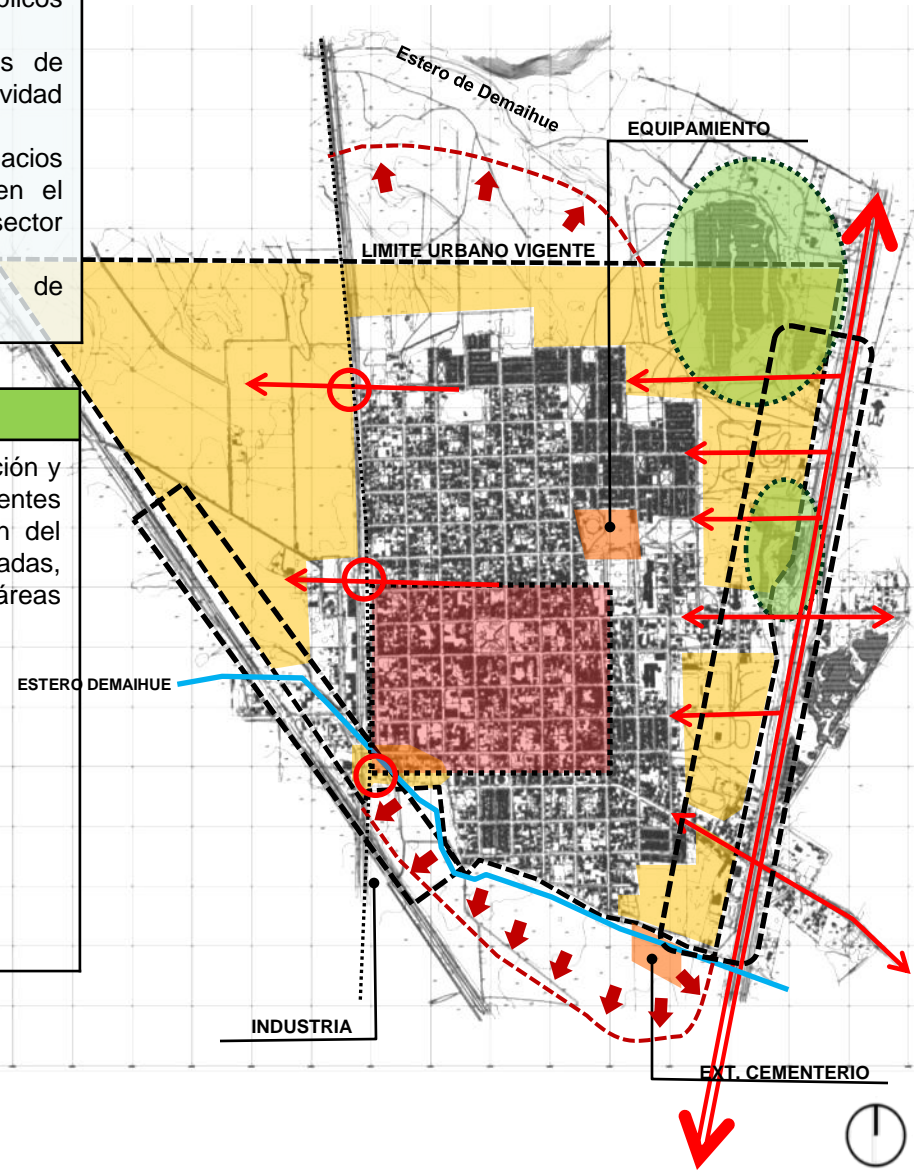 s de
vidad
acios
en el
sector
de
ción y
entes
n del
adas,
áreas
Estero de Demaihue
EQUIPAMIENTO
LIMITE URBANO VIGENTE
ESTERO DEMAIHUE
INDUSTRIA
EXT. CEMENTERIO